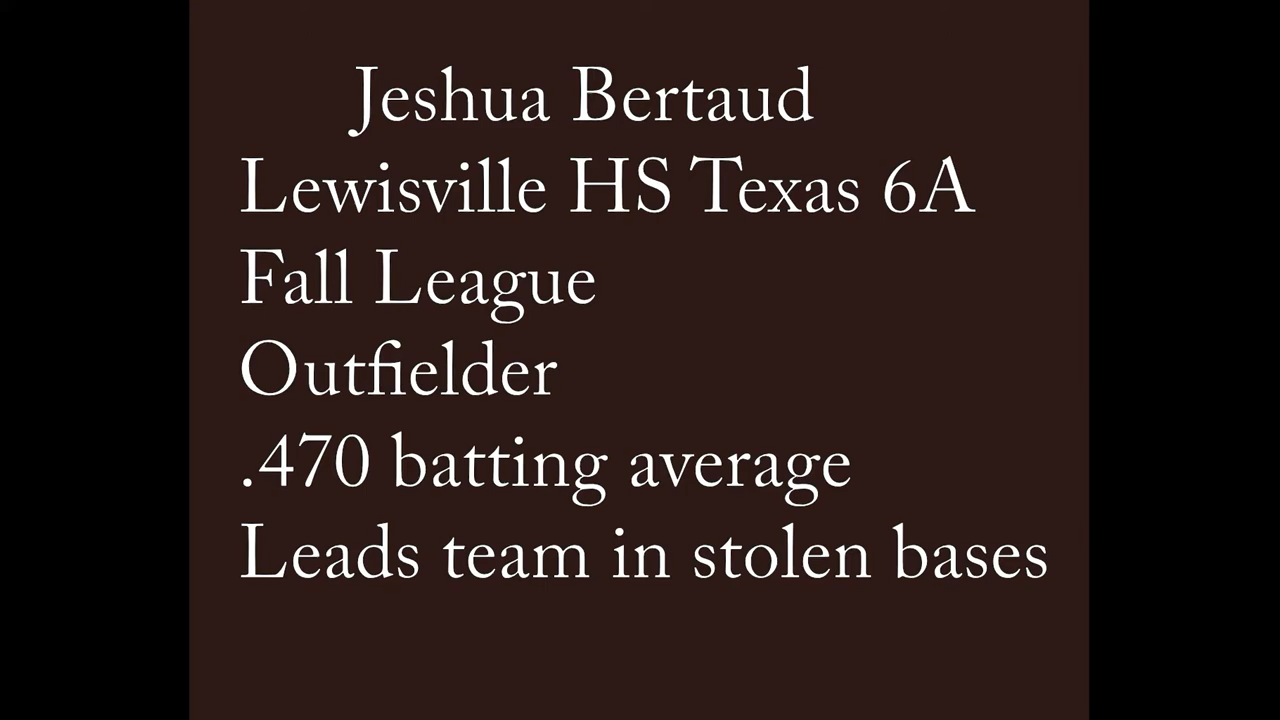 Jeshua Bertaud
Lewisville HS Texas 6A
Fall League
Outfielder
.470 batting average
Leads team in stolen bases